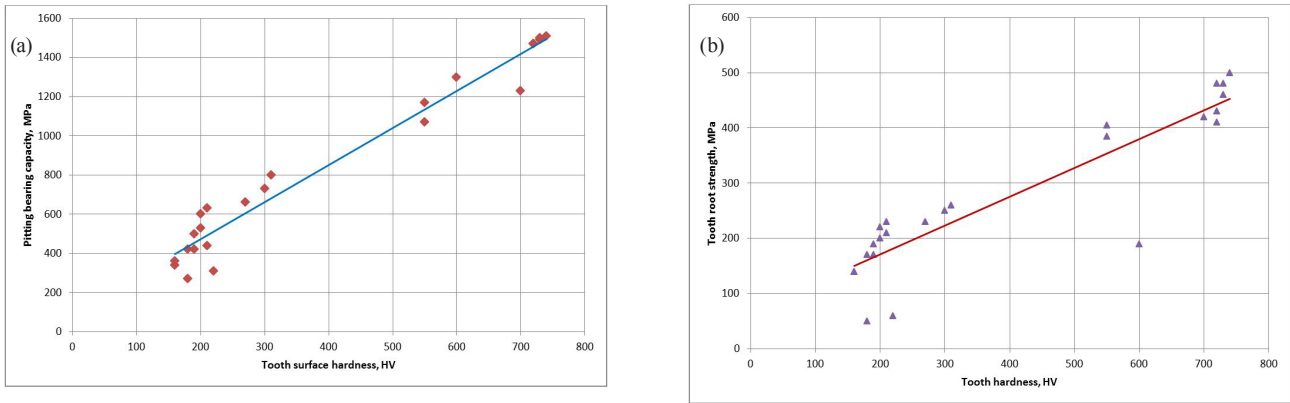 (a)
Pitting bearing capacity, MPa
1600
1400
1200
1000
800
600
400
200
0
0 100 200 300 400 500 600 700 800
Tooth surface hardness, HV
(b)
Tooth root strength, MPa
600
500
400
300
200
100
0
0 100 200 300 400 500 600 700 800
Tooth hardness, HV